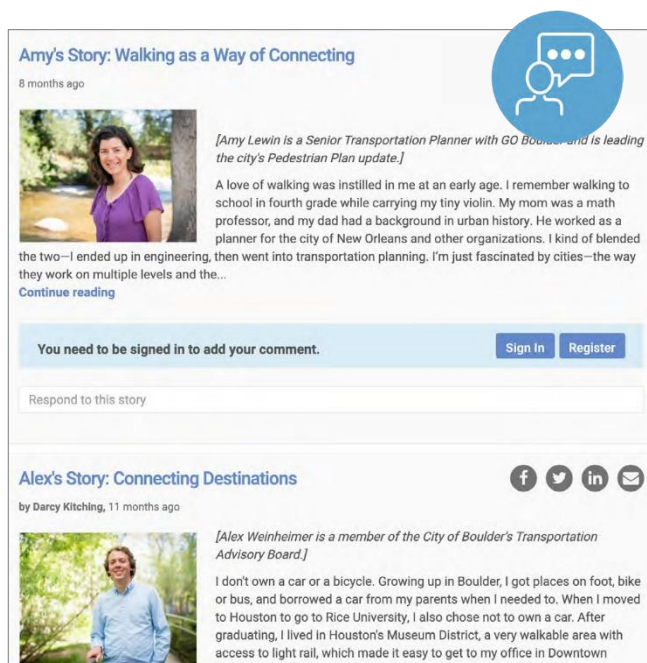 Amy's Story: Walking as a Way of Connecting
8 months ago
[Amy Lewin is a Senior Transportation Planner with GO Boulder and is leading
the city's Pedestrian Plan update.]
A love of walking was instilled in me at an early age. I remember walking to
school in fourth grade while carrying my tiny violin. My mom was a math
professor, and my dad had a background in urban history. He worked as a
planner for the city of New Orleans and other organizations. I kind of blended
the two—I ended up in engineering, then went into transportation planning. I'm just fascinated by cities—the way
they work on multiple levels and the...
Continue reading
You need to be signed in to add your comment.
Sign In
Register
Respond to this story
Alex's Story: Connecting Destinations
by Darcy Kitching, 11 months ago
[Alex Weinheimer is a member of the City of Boulder's Transportation
Advisory Board.]
I don't own a car or a bicycle. Growing up in Boulder, I got places on foot, bike
or bus, and borrowed a car from my parents when I needed to. When I moved
to Houston to go to Rice University, I also chose not to own a car. After
graduating, I lived in Houston's Museum District, a very walkable area with
access to light rail, which made it easy to get to my office in Downtown